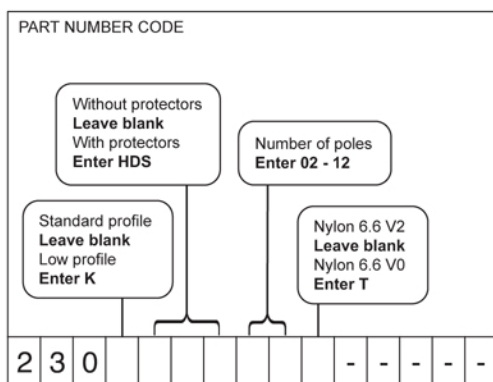 PART NUMBER CODE
Without protectors
Leave blank
With protectors
Enter HDS
Number of poles
Enter 02 - 12
Standard profile
Leave blank
Low profile
Enter K
Nylon 6.6 V2
Leave blank
Nylon 6.6 V0
Enter T
2 3 0 - - - - -